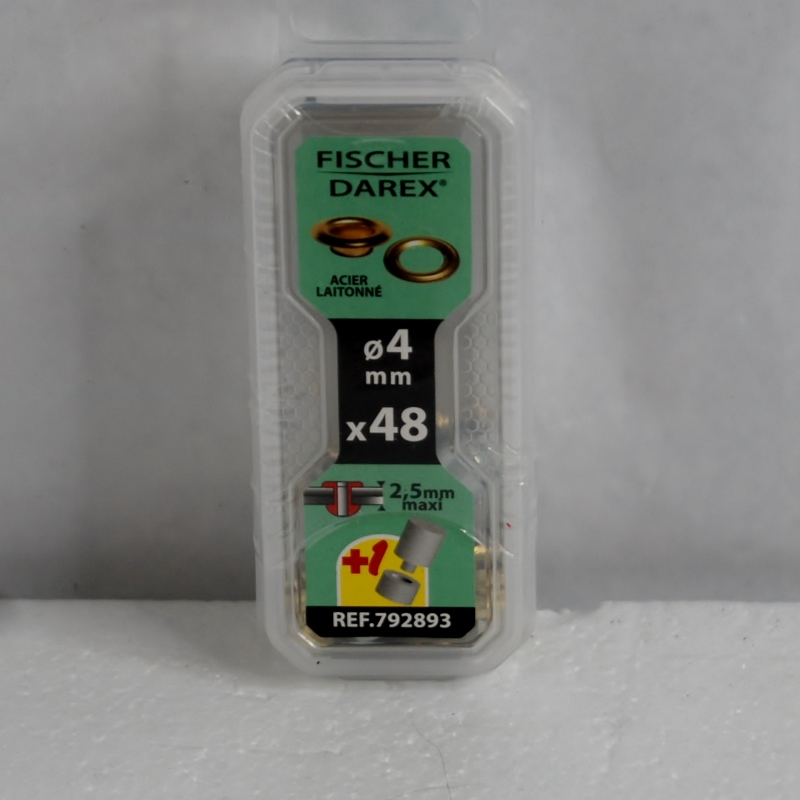 FISCHER
DAREX®
ACIER
LAITONNÉ
ø4
mm
x48
2,5mm
maxi
+1
REF.792893